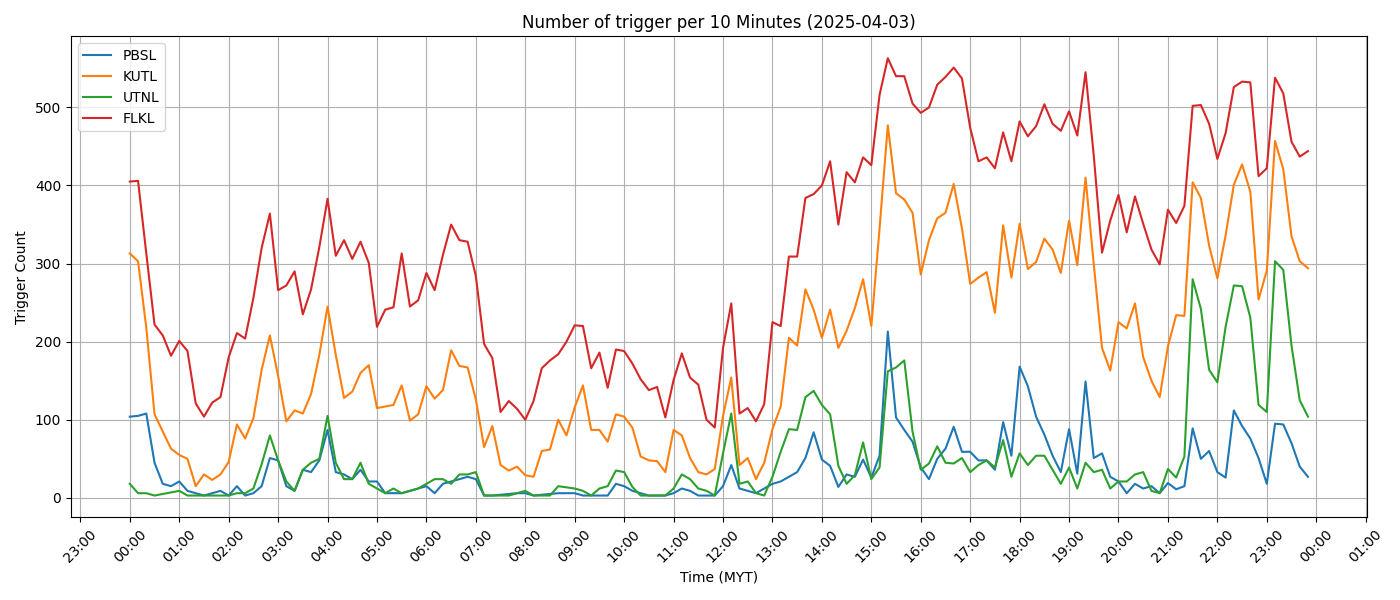 Number of trigger per 10 Minutes (2025-04-03)
PBSL
KUTL
UTNL
FLKL
Trigger Count
500
400
300
200
100
0
23:00 00:00 01:00 02:00 03:00 04:00 05:00 06:00 07:00 08:00 09:00 10:00 11:00 12:00 13:00 14:00 15:00 16:00 17:00 18:00 19:00 20:00 21:00 22:00 23:00 00:00 01:00
Time (MYT)